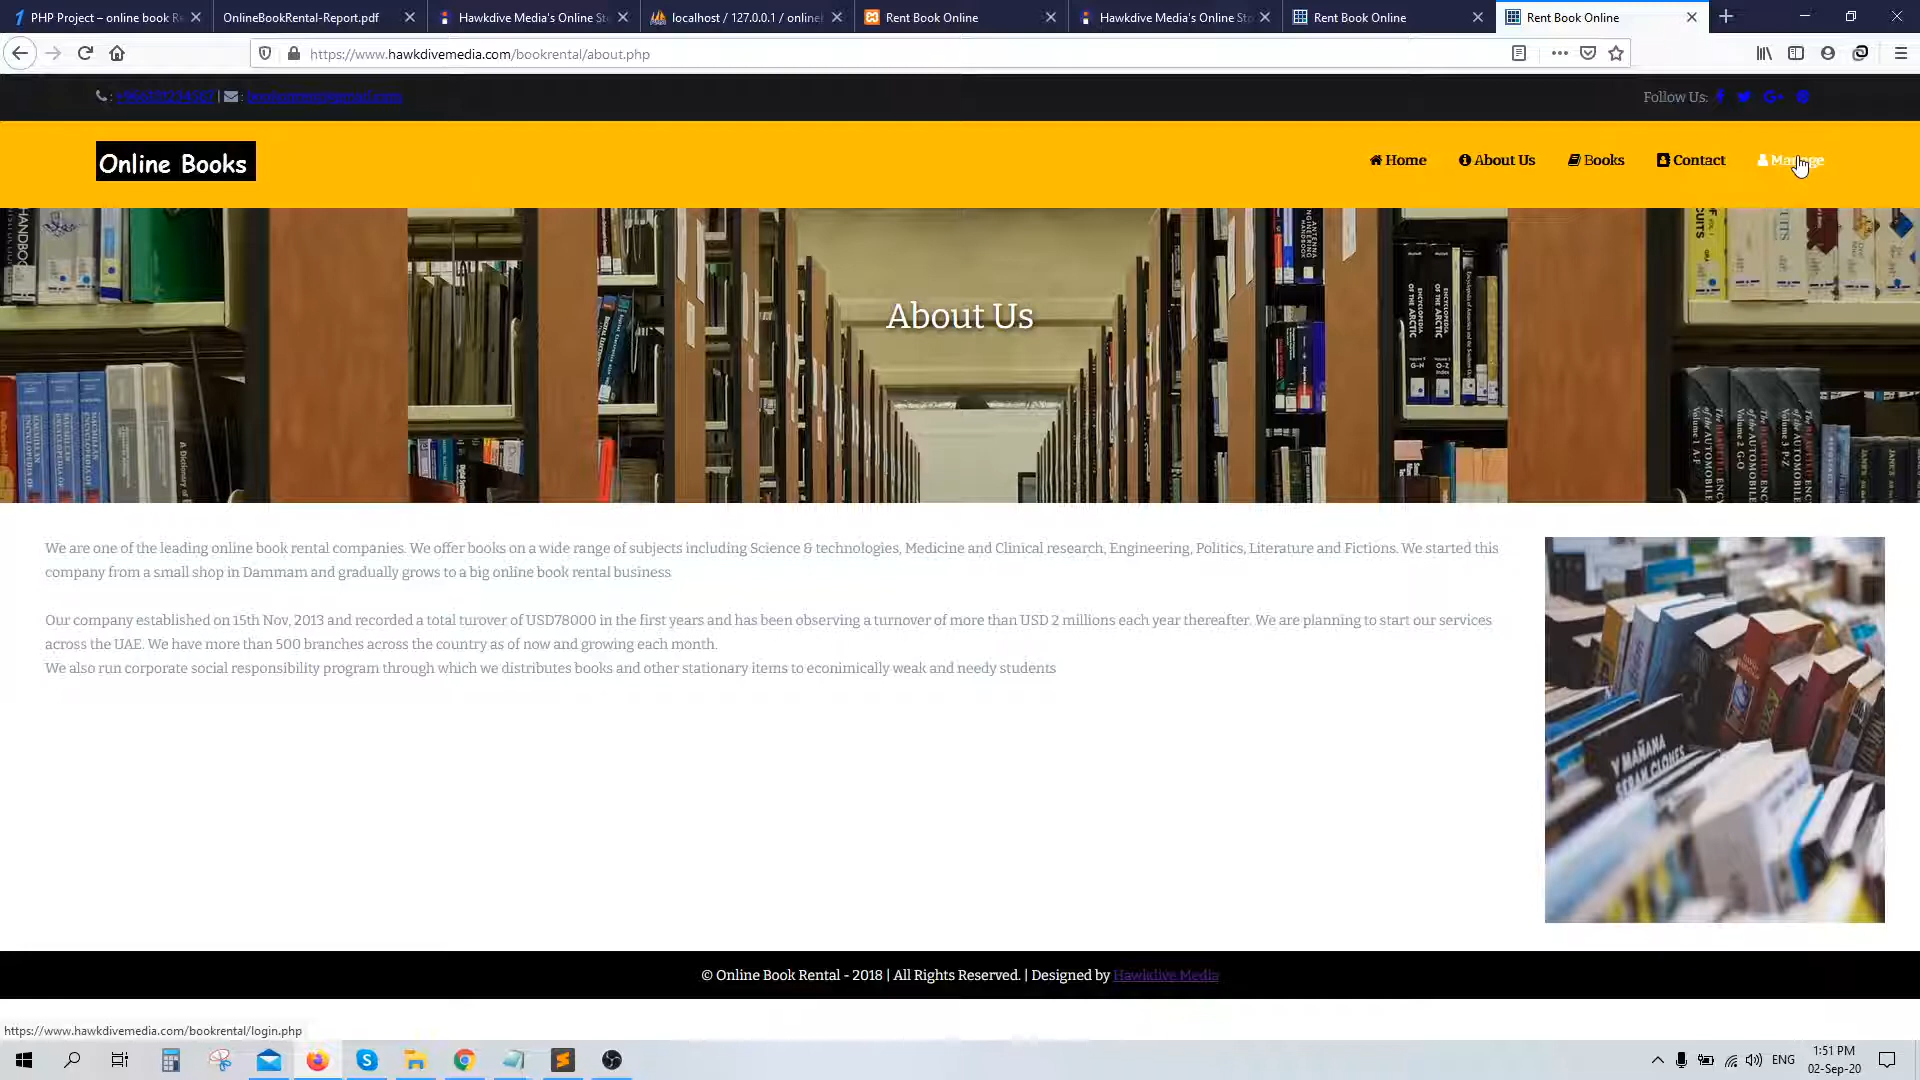 PHP Project – online book R
OnlineBookRental-Report.pdf
Hawkdive Media's Online St
localhost / 127.0.0.1 / onlinel
Rent Book Online
Hawkdive Media's Online Sto
Rent Book Online
Rent Book Online
https://www.hawkdivemedia.com/bookrental/about.php
: +966551234567 | : bookonrent@gmail.com
Follow Us:
Online Books
Home
About Us
Books
Contact
Manage
About Us
We are one of the leading online book rental companies. We offer books on a wide range of subjects including Science & technologies, Medicine and Clinical research, Engineering, Politics, Literature and Fictions. We started this
company from a small shop in Dammam and gradually grows to a big online book rental business
Our company established on 15th Nov, 2013 and recorded a total turover of USD78000 in the first years and has been observing a turnover of more than USD 2 millions each year thereafter. We are planning to start our services
across the UAE. We have more than 500 branches across the country as of now and growing each month.
We also run corporate social responsibility program through which we distributes books and other stationary items to econimically weak and needy students
Y MAÑANA
SERAN CLONES
© Online Book Rental - 2018 | All Rights Reserved. | Designed by Hawkdive Media
https://www.hawkdivemedia.com/bookrental/login.php
ENG
1:51 PM
02-Sep-20